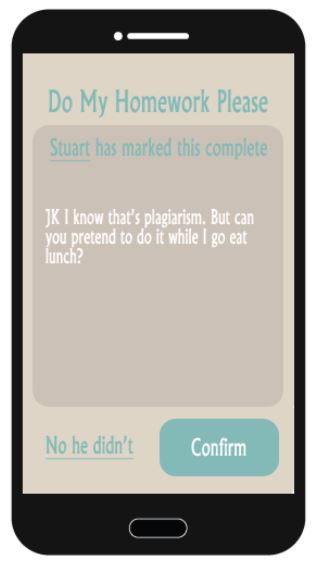 Do My Homework Please
Stuart has marked this complete
JK I know that's plagiarism. But can
you pretend to do it while I go eat
lunch?
No he didn't
Confirm